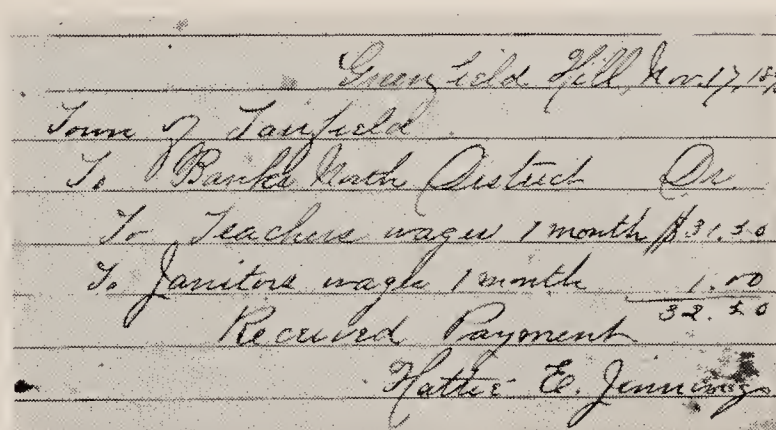 Greenfield Hill, Nov. 17, 18
Town of Fairfield
To Banks North District Dr.
To Teachers wages 1 month $31.50
To Janitors wages 1 month 1.00
32.50
Received Payment
Hattie E. Jennings